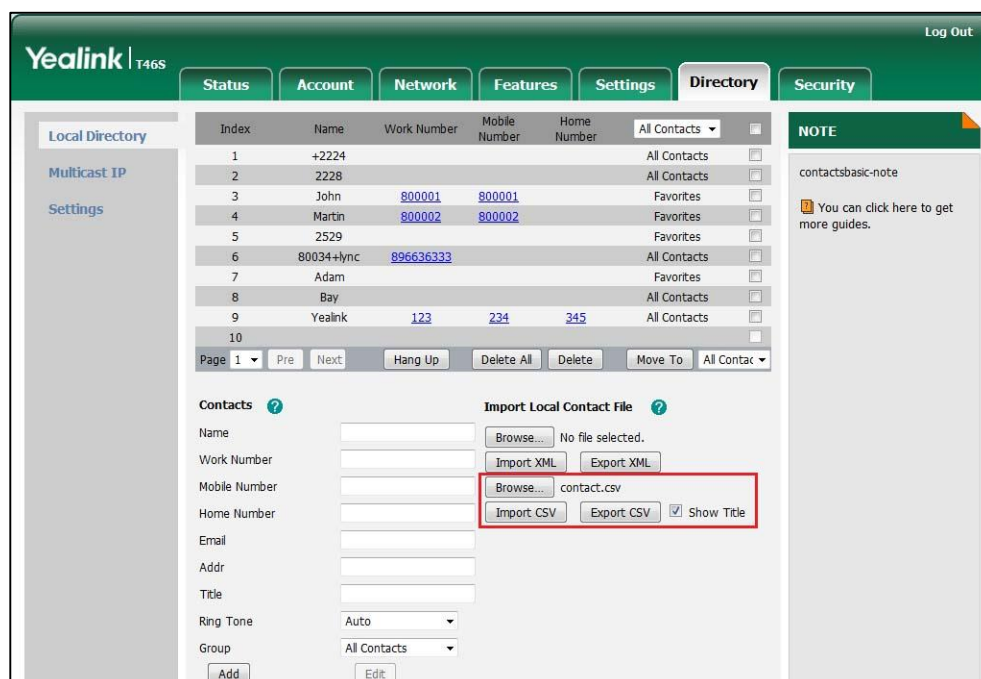 Log Out
Yealink | T46S
Status Account Network Features Settings Directory Security
Local Directory
Multicast IP
Settings
Index Name Work Number Mobile Number Home Number All Contacts
1 +2224 All Contacts
2 2228 All Contacts
3 John 800001 800001 Favorites
4 Martin 800002 800002 Favorites
5 2529 Favorites
6 80034+lync 896636333 All Contacts
7 Adam Favorites
8 Bay All Contacts
9 Yealink 123 234 345 All Contacts
10
Page 1 Pre Next Hang Up Delete All Delete Move To All Contac
NOTE
contactsbasic-note
You can click here to get
more guides.
Contacts ?
Name
Work Number
Mobile Number
Home Number
Email
Addr
Title
Ring Tone Auto
Group All Contacts
Add Edit
Import Local Contact File ?
Browse... No file selected.
Import XML Export XML
Browse... contact.csv
Import CSV Export CSV Show Title